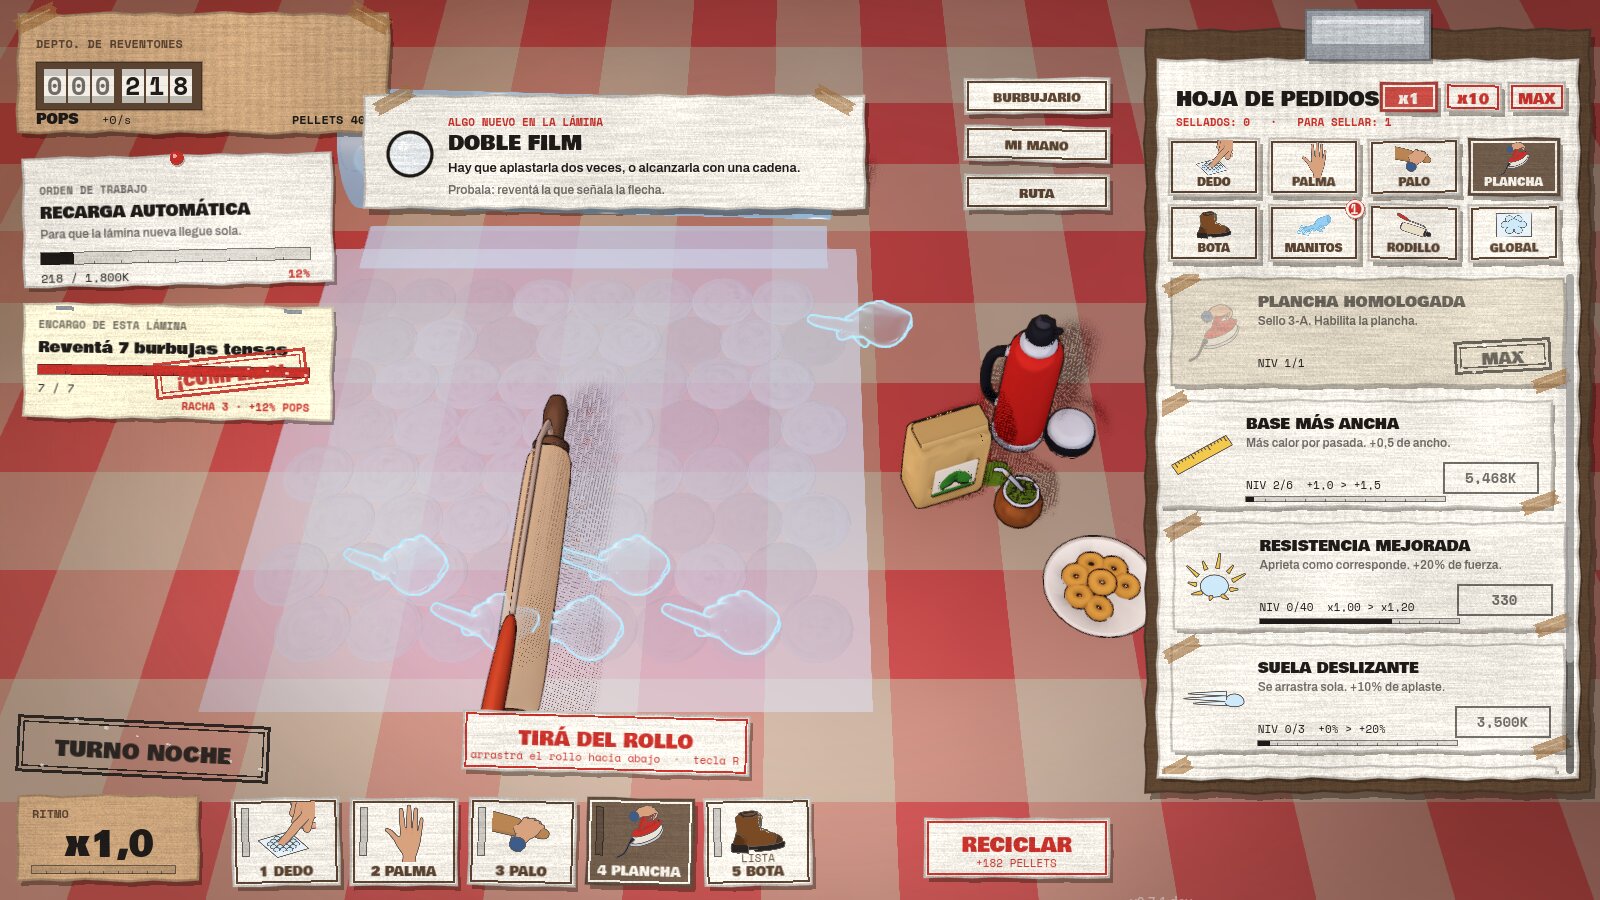 DEPTO. DE REVENTONES
000218
POPS +0/s PELLETS 40
ORDEN DE TRABAJO
RECARGA AUTOMÁTICA
Para que la lámina nueva llegue sola.
218 / 1.800K 12%
ENCARGO DE ESTA LÁMINA
Reventá 7 burbujas tensas
7 / 7
RACHA 3 · +12% POPS
ALGO NUEVO EN LA LÁMINA
DOBLE FILM
Hay que aplastarla dos veces, o alcanzarla con una cadena.
Probala: reventá la que señala la flecha.
BURBUJARIO
MI MANO
RUTA
HOJA DE PEDIDOS x1 x10 MAX
SELLADOS: 0 · PARA SELLAR: 1
DEDO PALMA PALO PLANCHA
1
BOTA MANITOS RODILLO GLOBAL
PLANCHA HOMOLOGADA
Sello 3-A. Habilita la plancha.
NIV 1/1 MAX
BASE MÁS ANCHA
Más calor por pasada. +0,5 de ancho.
NIV 2/6 +1.0 > +1.5 5,468K
RESISTENCIA MEJORADA
Aprieta como corresponde. +20% de fuerza.
NIV 0/40 x1.00 > x1.20 330
SUELA DESLIZANTE
Se arrastra sola. +10% de aplaste.
NIV 0/3 +0% > +20% 3,500K
TURNO NOCHE
TIRÁ DEL ROLLO
arrastrá el rollo hacia abajo · tecla R
RITMO
x1,0
1 DEDO 2 PALMA 3 PALO 4 PLANCHA LISTA
5 BOTA
RECICLAR
+182 PELLETS